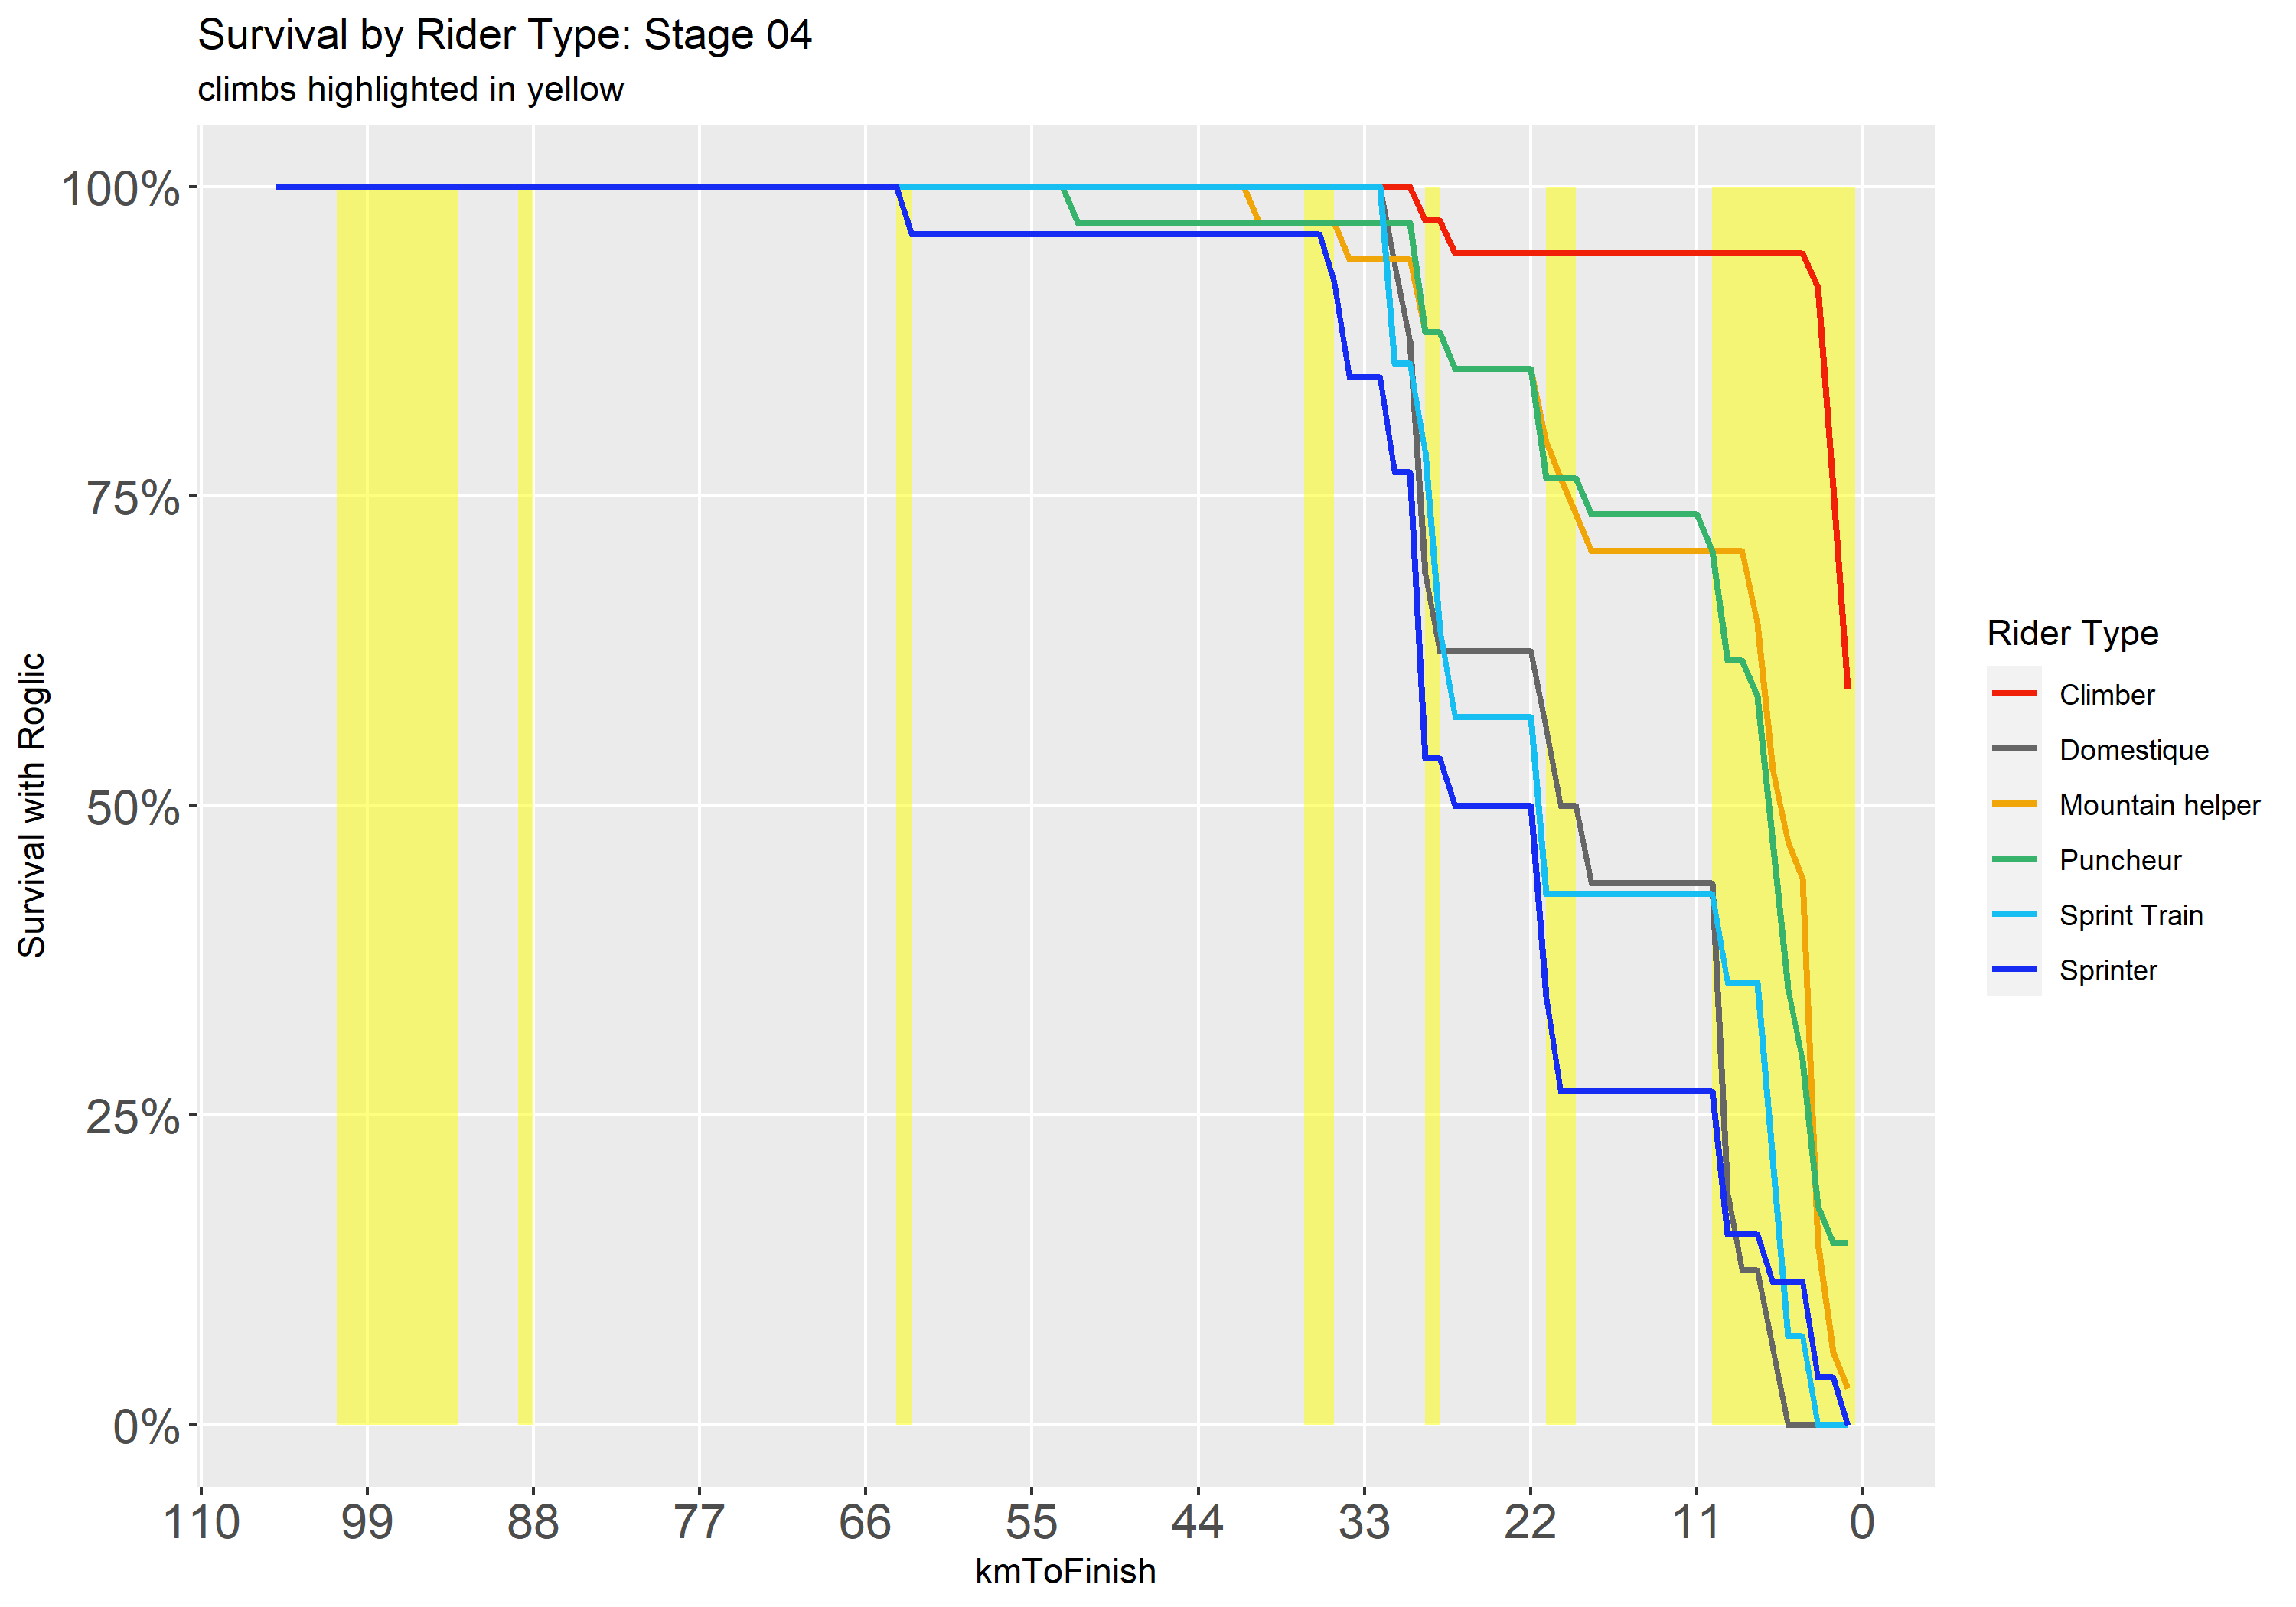 Survival by Rider Type: Stage 04
climbs highlighted in yellow
Survival with Roglic
100%
75%
50%
25%
0%
110 99 88 77 66 55 44 33 22 11 0
kmToFinish
Rider Type
Climber
Domestique
Mountain helper
Puncheur
Sprint Train
Sprinter